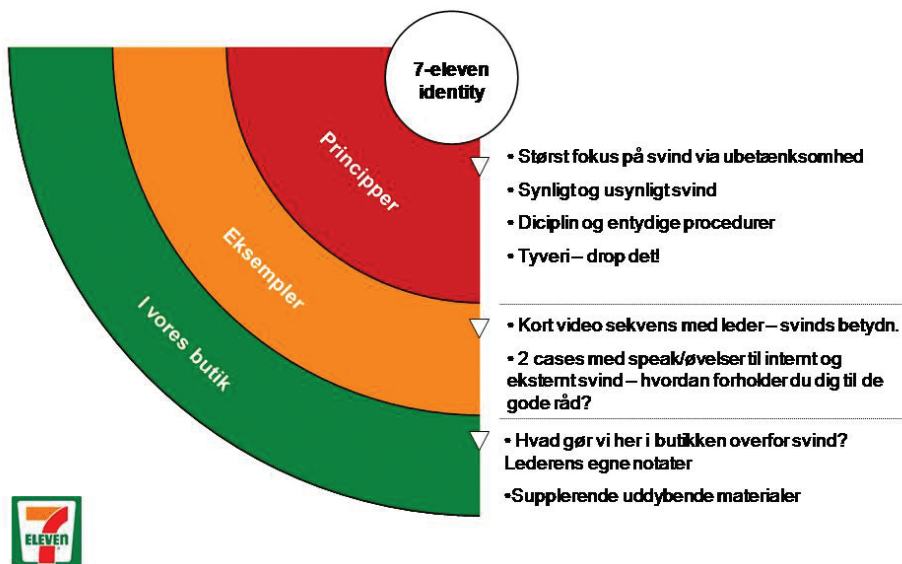 7-eleven
identity
Principper
Eksempler
I vores butik
• Størst fokus på svind via ubetænksomhed
• Synligt og usynligt svind
• Diciplin og entydige procedurer
• Tyveri – drop det!
• Kort video sekvens med leder – svinds betydn.
• 2 cases med speak/øvelser til internt og
eksternt svind – hvordan forholder du dig til de
gode råd?
• Hvad gør vi her i butikken overfor svind?
Lederens egne notater
•Supplerende uddybende materialer
7
ELEVEN